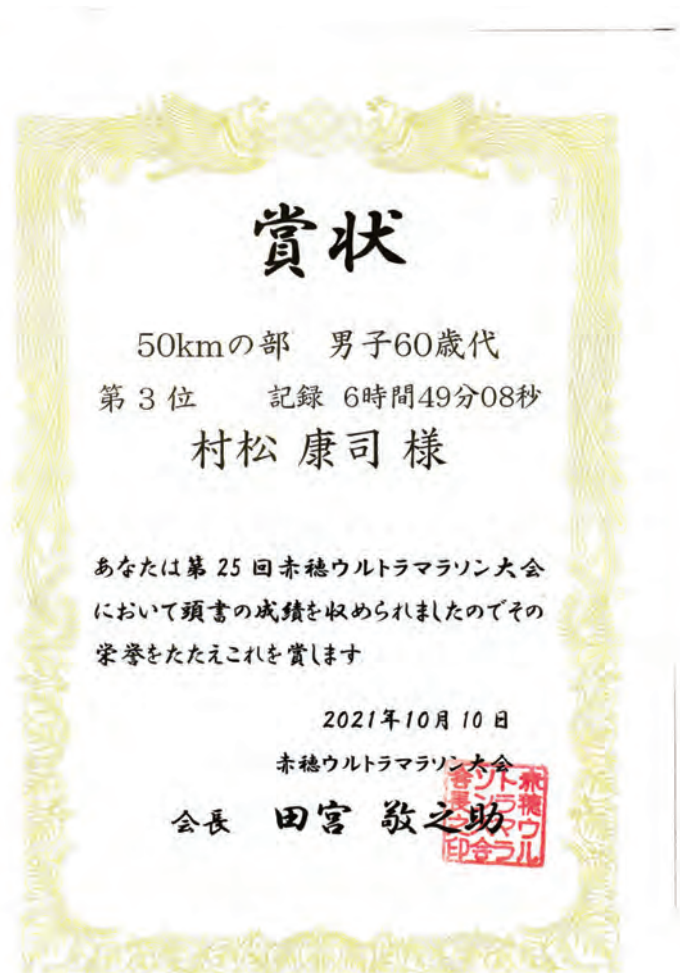 賞状
50kmの部　男子60歳代
第3位　記録 6時間49分08秒
村松 康司 様
あなたは第25回赤穂ウルトラマラソン大会
において頭書の成績を収められましたのでその
栄誉をたたえこれを賞します
2021年10月10日
赤穂ウルトラマラソン大会
会長　田宮 敬之助